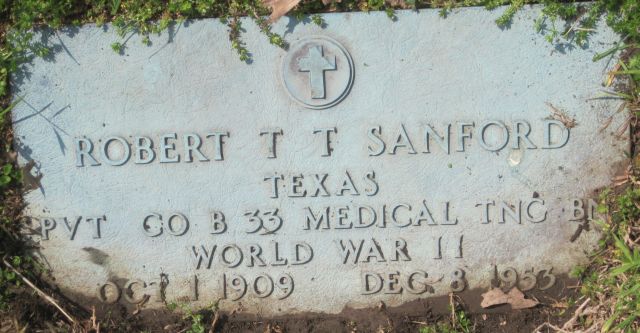 ROBERT T T SANFORD
TEXAS
PVT CO B 33 MEDICAL TNG BN
WORLD WAR II
OCT 1 1909 DEC 8 1953